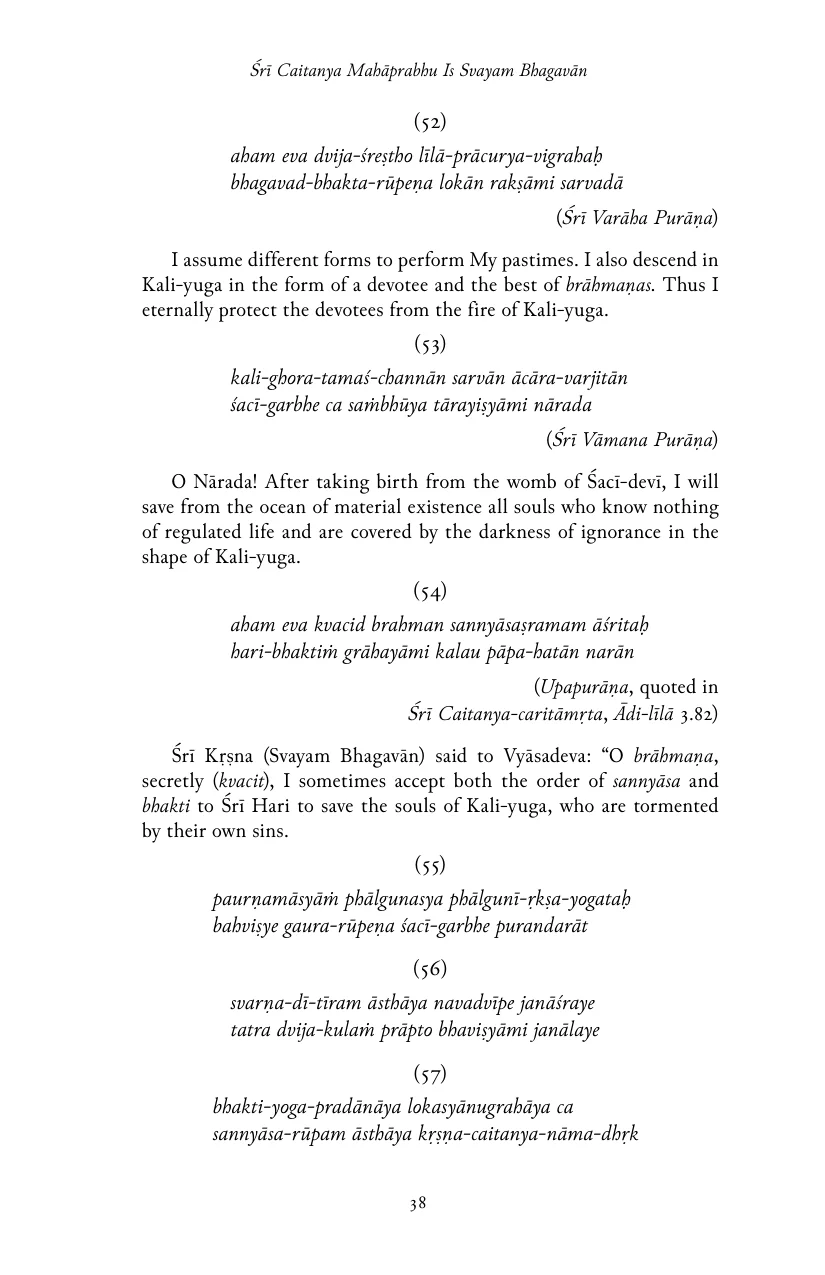 Śrī Caitanya Mahāprabhu Is Svayam Bhagavān
(52)
aham eva dvija-śreṣtho līlā-prācurya-vigrahaḥ
bhagavad-bhakta-rūpeṇa lokān rakṣāmi sarvadā
(Śrī Varāha Purāṇa)
I assume different forms to perform My pastimes. I also descend in
Kali-yuga in the form of a devotee and the best of brāhmaṇas. Thus I
eternally protect the devotees from the fire of Kali-yuga.
(53)
kali-ghora-tamaś-channān sarvān ācāra-varjitān
śacī-garbhe ca saṁbhūya tārayiṣyāmi nārada
(Śrī Vāmana Purāṇa)
O Nārada! After taking birth from the womb of Śacī-devī, I will
save from the ocean of material existence all souls who know nothing
of regulated life and are covered by the darkness of ignorance in the
shape of Kali-yuga.
(54)
aham eva kvacid brahman sannyāsaṣramam āśritaḥ
hari-bhaktiṁ grāhayāmi kalau pāpa-hatān narān
(Upapurāṇa, quoted in
Śrī Caitanya-caritāmṛta, Ādi-līlā 3.82)
Śrī Kṛṣna (Svayam Bhagavān) said to Vyāsadeva: “O brāhmaṇa,
secretly (kvacit), I sometimes accept both the order of sannyāsa and
bhakti to Śrī Hari to save the souls of Kali-yuga, who are tormented
by their own sins.
(55)
paurṇamāsyāṁ phālgunasya phālgunī-ṛkṣa-yogataḥ
bahviṣye gaura-rūpeṇa śacī-garbhe purandarāt
(56)
svarṇa-dī-tīram āsthāya navadvīpe janāśraye
tatra dvija-kulaṁ prāpto bhaviṣyāmi janālaye
(57)
bhakti-yoga-pradānāya lokasyānugrahāya ca
sannyāsa-rūpam āsthāya kṛṣṇa-caitanya-nāma-dhṛk
38